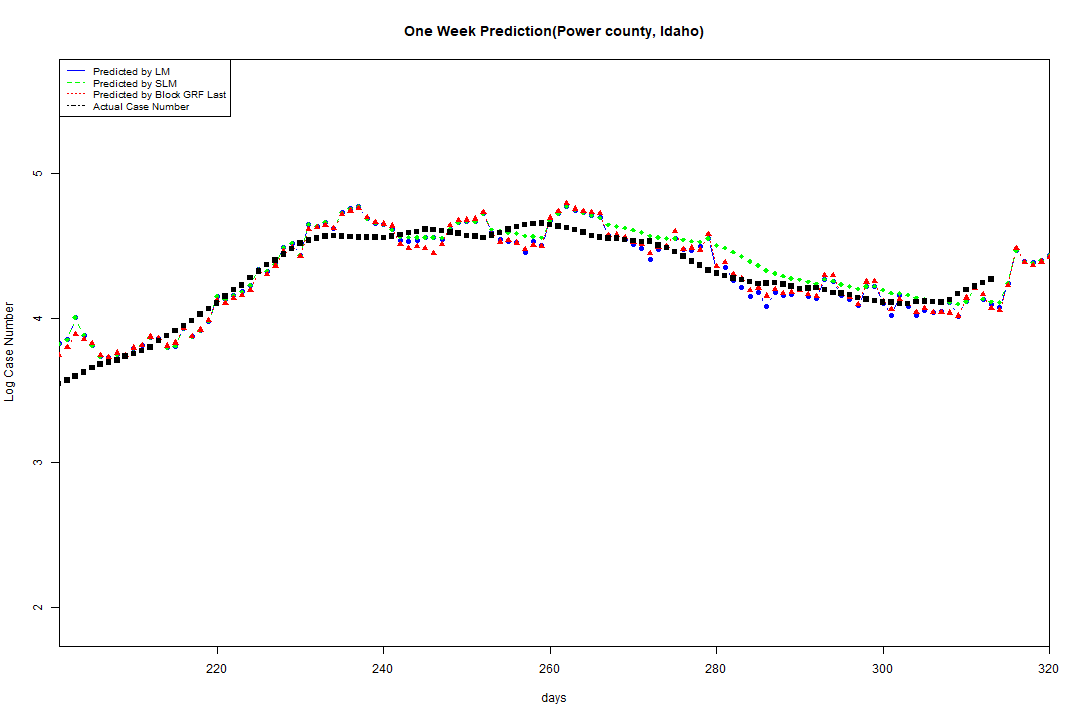 One Week Prediction(Power county, Idaho)
Predicted by LM
Predicted by SLM
Predicted by Block GRF Last
Actual Case Number
5
4
3
2
Log Case Number
220 240 260 280 300 320
days